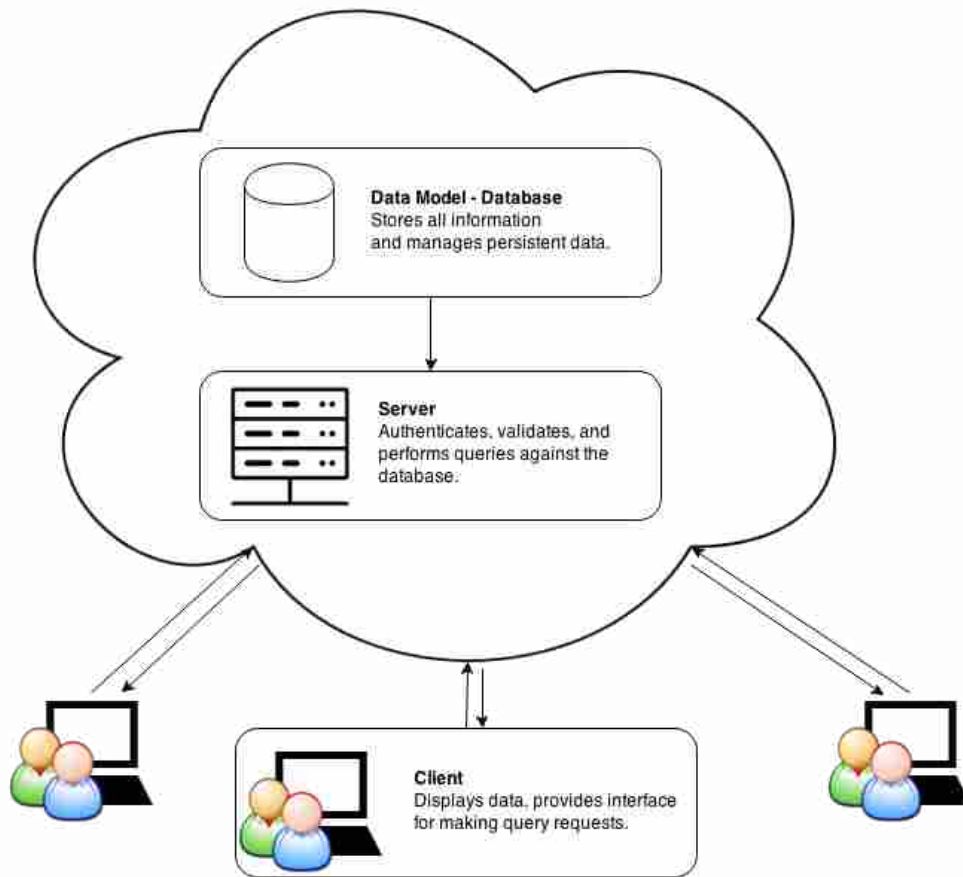 Data Model - Database
Stores all information
and manages persistent data.
Server
Authenticates, validates, and
performs queries against the
database.
Client
Displays data, provides interface
for making query requests.